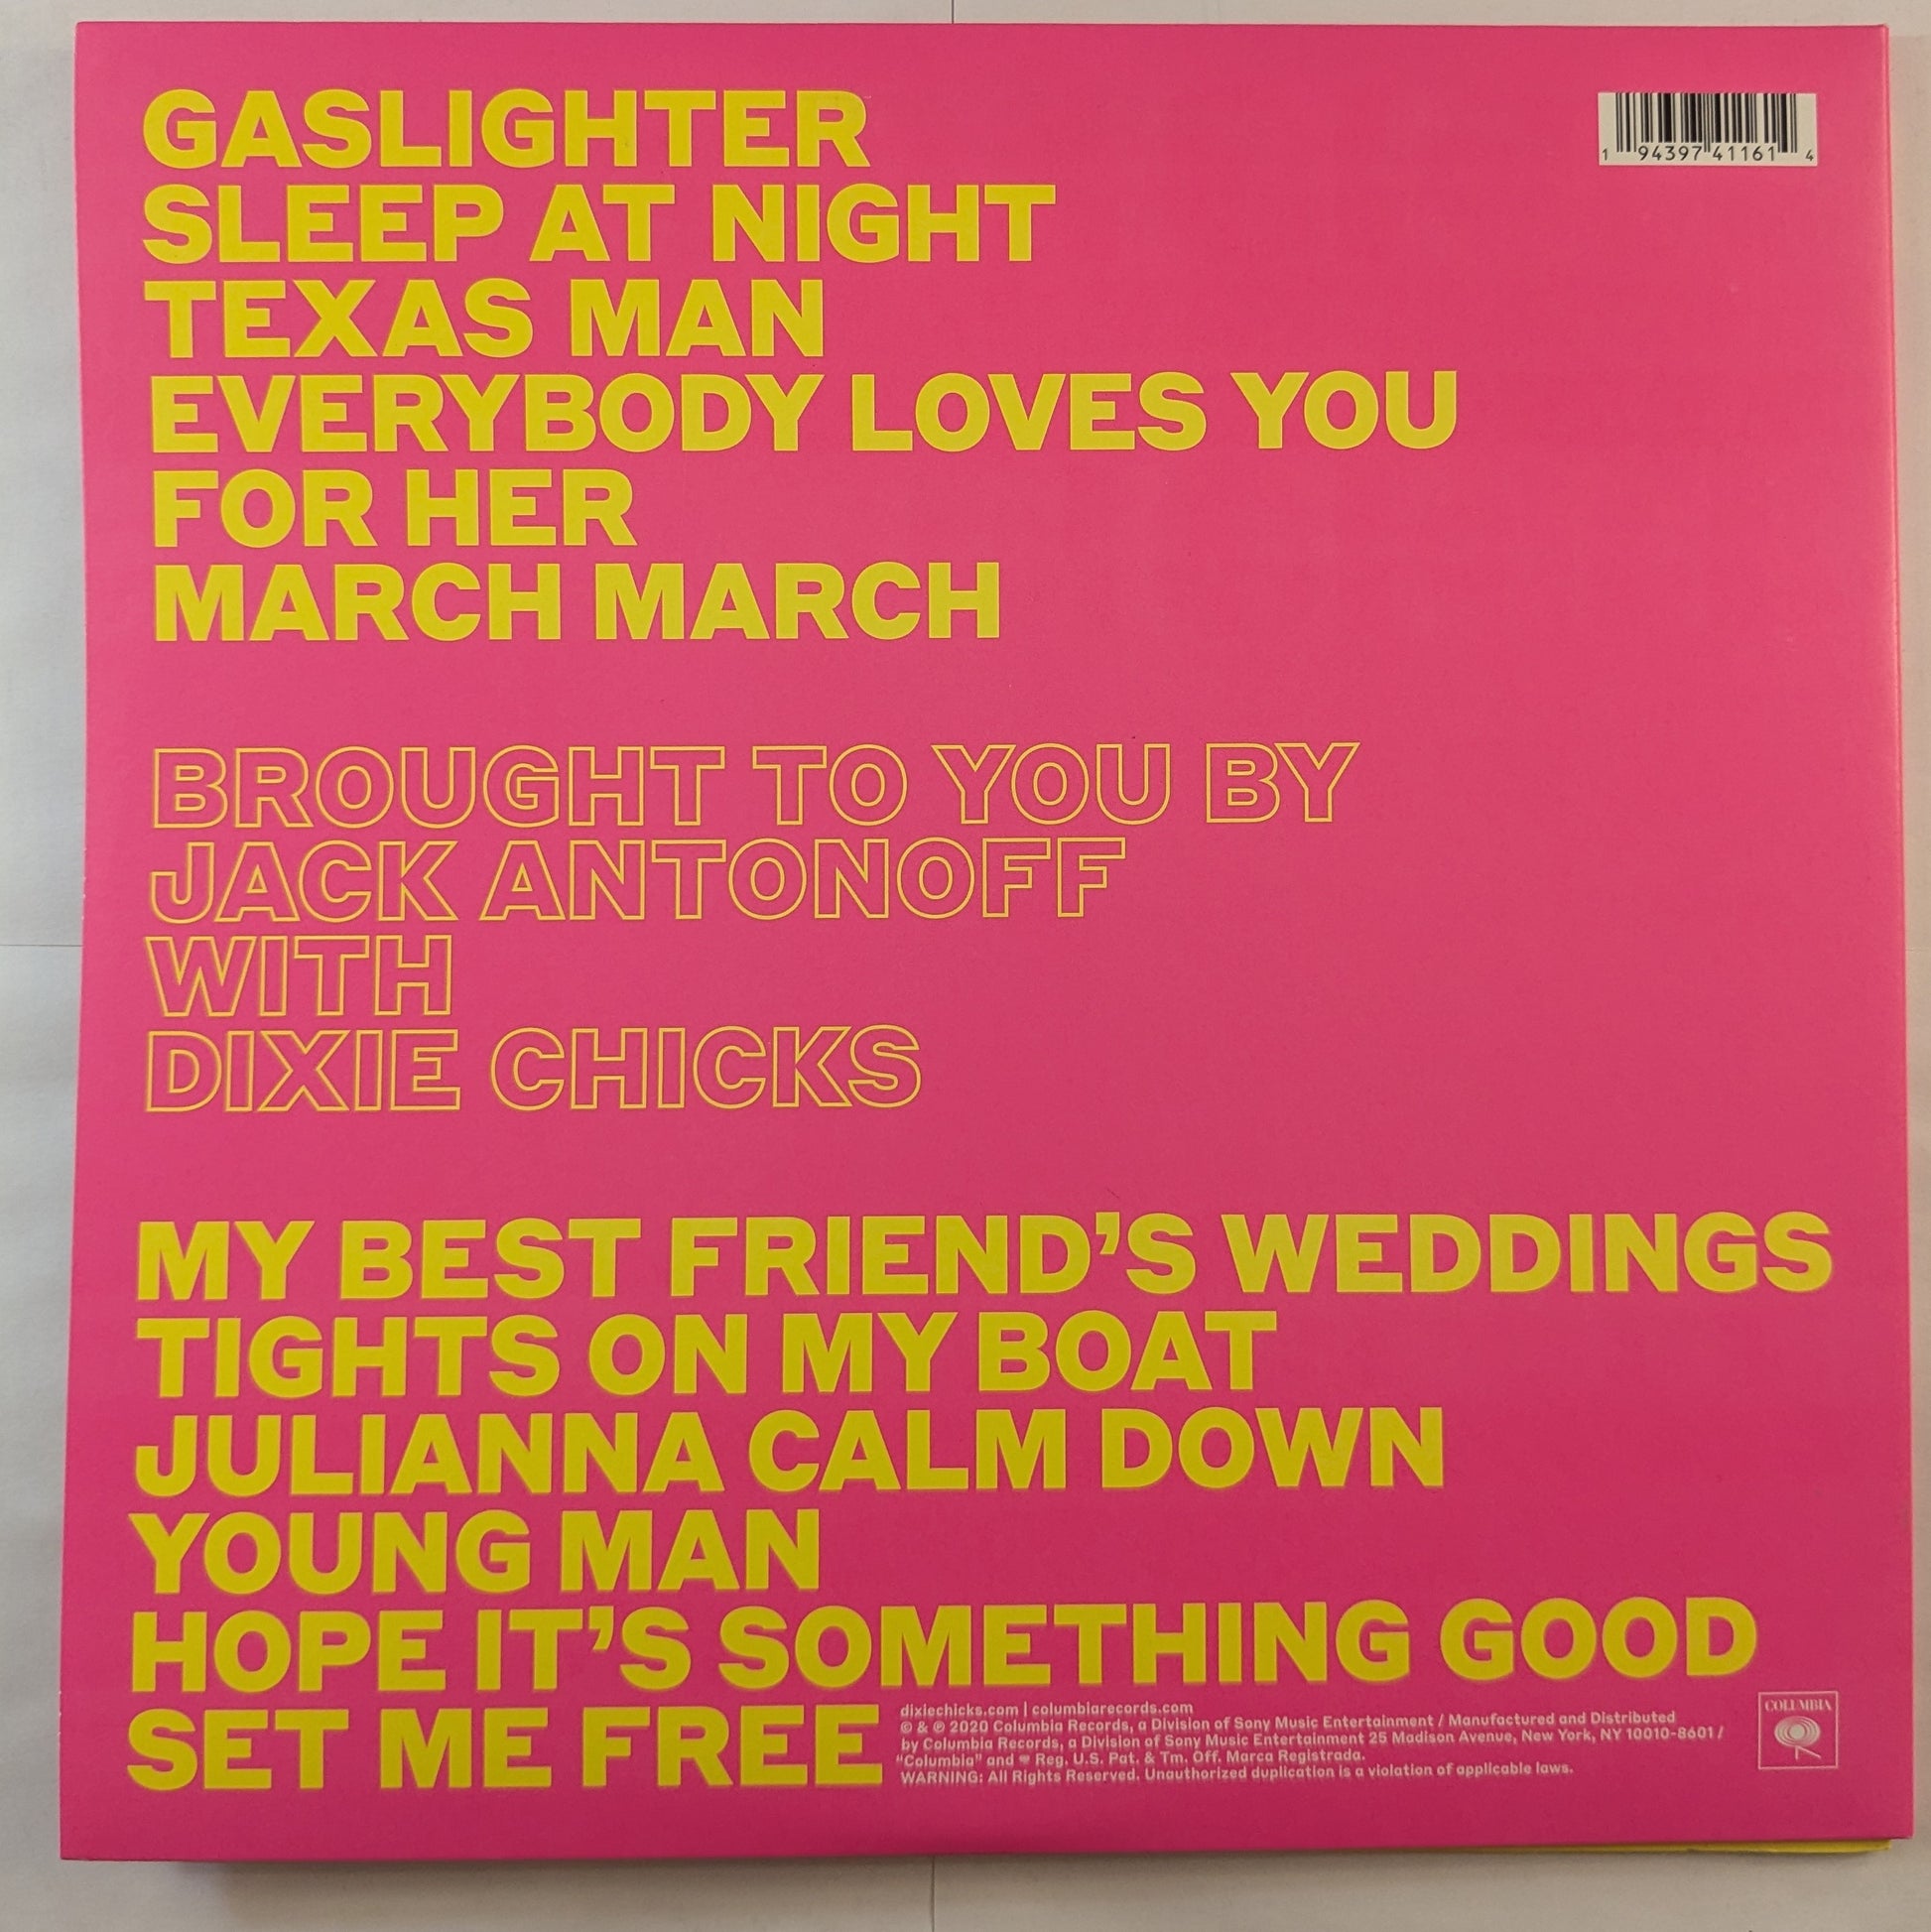 GASLIGHTER
SLEEP AT NIGHT
TEXAS MAN
EVERYBODY LOVES YOU
FOR HER
MARCH MARCH
1 94397 41161 4
BROUGHT TO YOU BY
JACK ANTONOFF
WITH
DIXIE CHICKS
MY BEST FRIEND’S WEDDINGS
TIGHTS ON MY BOAT
JULIANNA CALM DOWN
YOUNG MAN
HOPE IT’S SOMETHING GOOD
SET ME FREE
dixiechicks.com | columbiarecords.com
© & ℗ 2020 Columbia Records, a Division of Sony Music Entertainment / Manufactured and Distributed
by Columbia Records, a Division of Sony Music Entertainment 25 Madison Avenue, New York, NY 10010-8601 /
“Columbia” and Reg. U.S. Pat. & Tm. Off. Marca Registrada.
WARNING: All Rights Reserved. Unauthorized duplication is a violation of applicable laws.
COLUMBIA